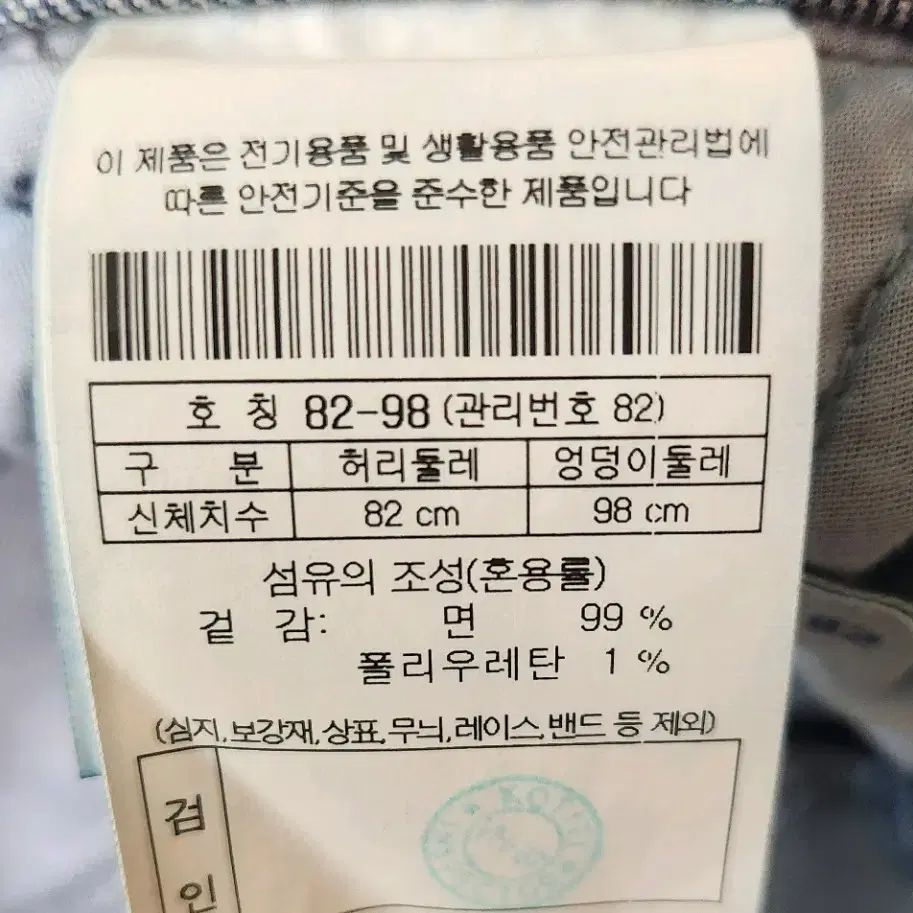 이 제품은 전기용품 및 생활용품 안전관리법에
따른 안전기준을 준수한 제품입니다
호 칭 82-98 (관리번호 82)
구 분 허리둘레 엉덩이둘레
신체치수 82 cm 98 cm
섬유의 조성(혼용률)
겉 감: 면 99 %
폴리우레탄 1 %
(심지,보강재,상표,무늬,레이스,밴드 등 제외)
검
인